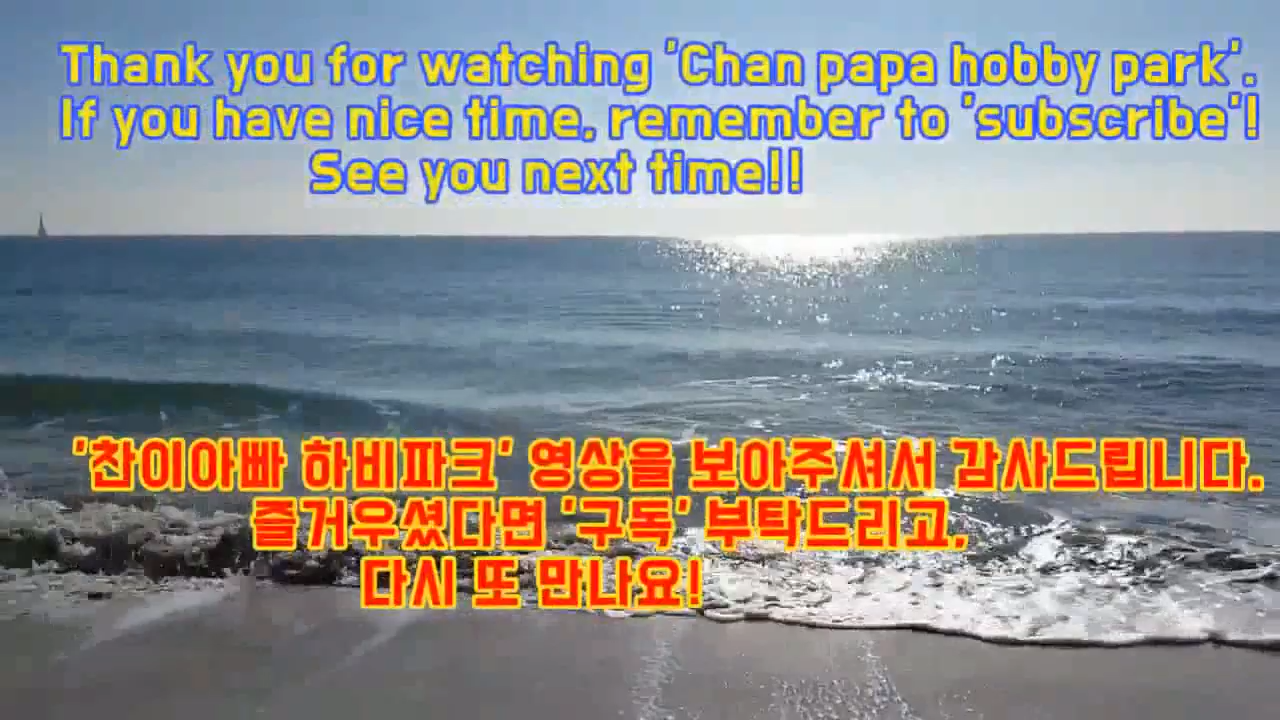 Thank you for watching 'Chan papa hobby park'.
If you have nice time, remember to 'subscribe'!
See you next time!!
'찬이아빠 하비파크' 영상을 보아주셔서 감사드립니다.
즐거우셨다면 '구독' 부탁드리고,
다시 또 만나요!